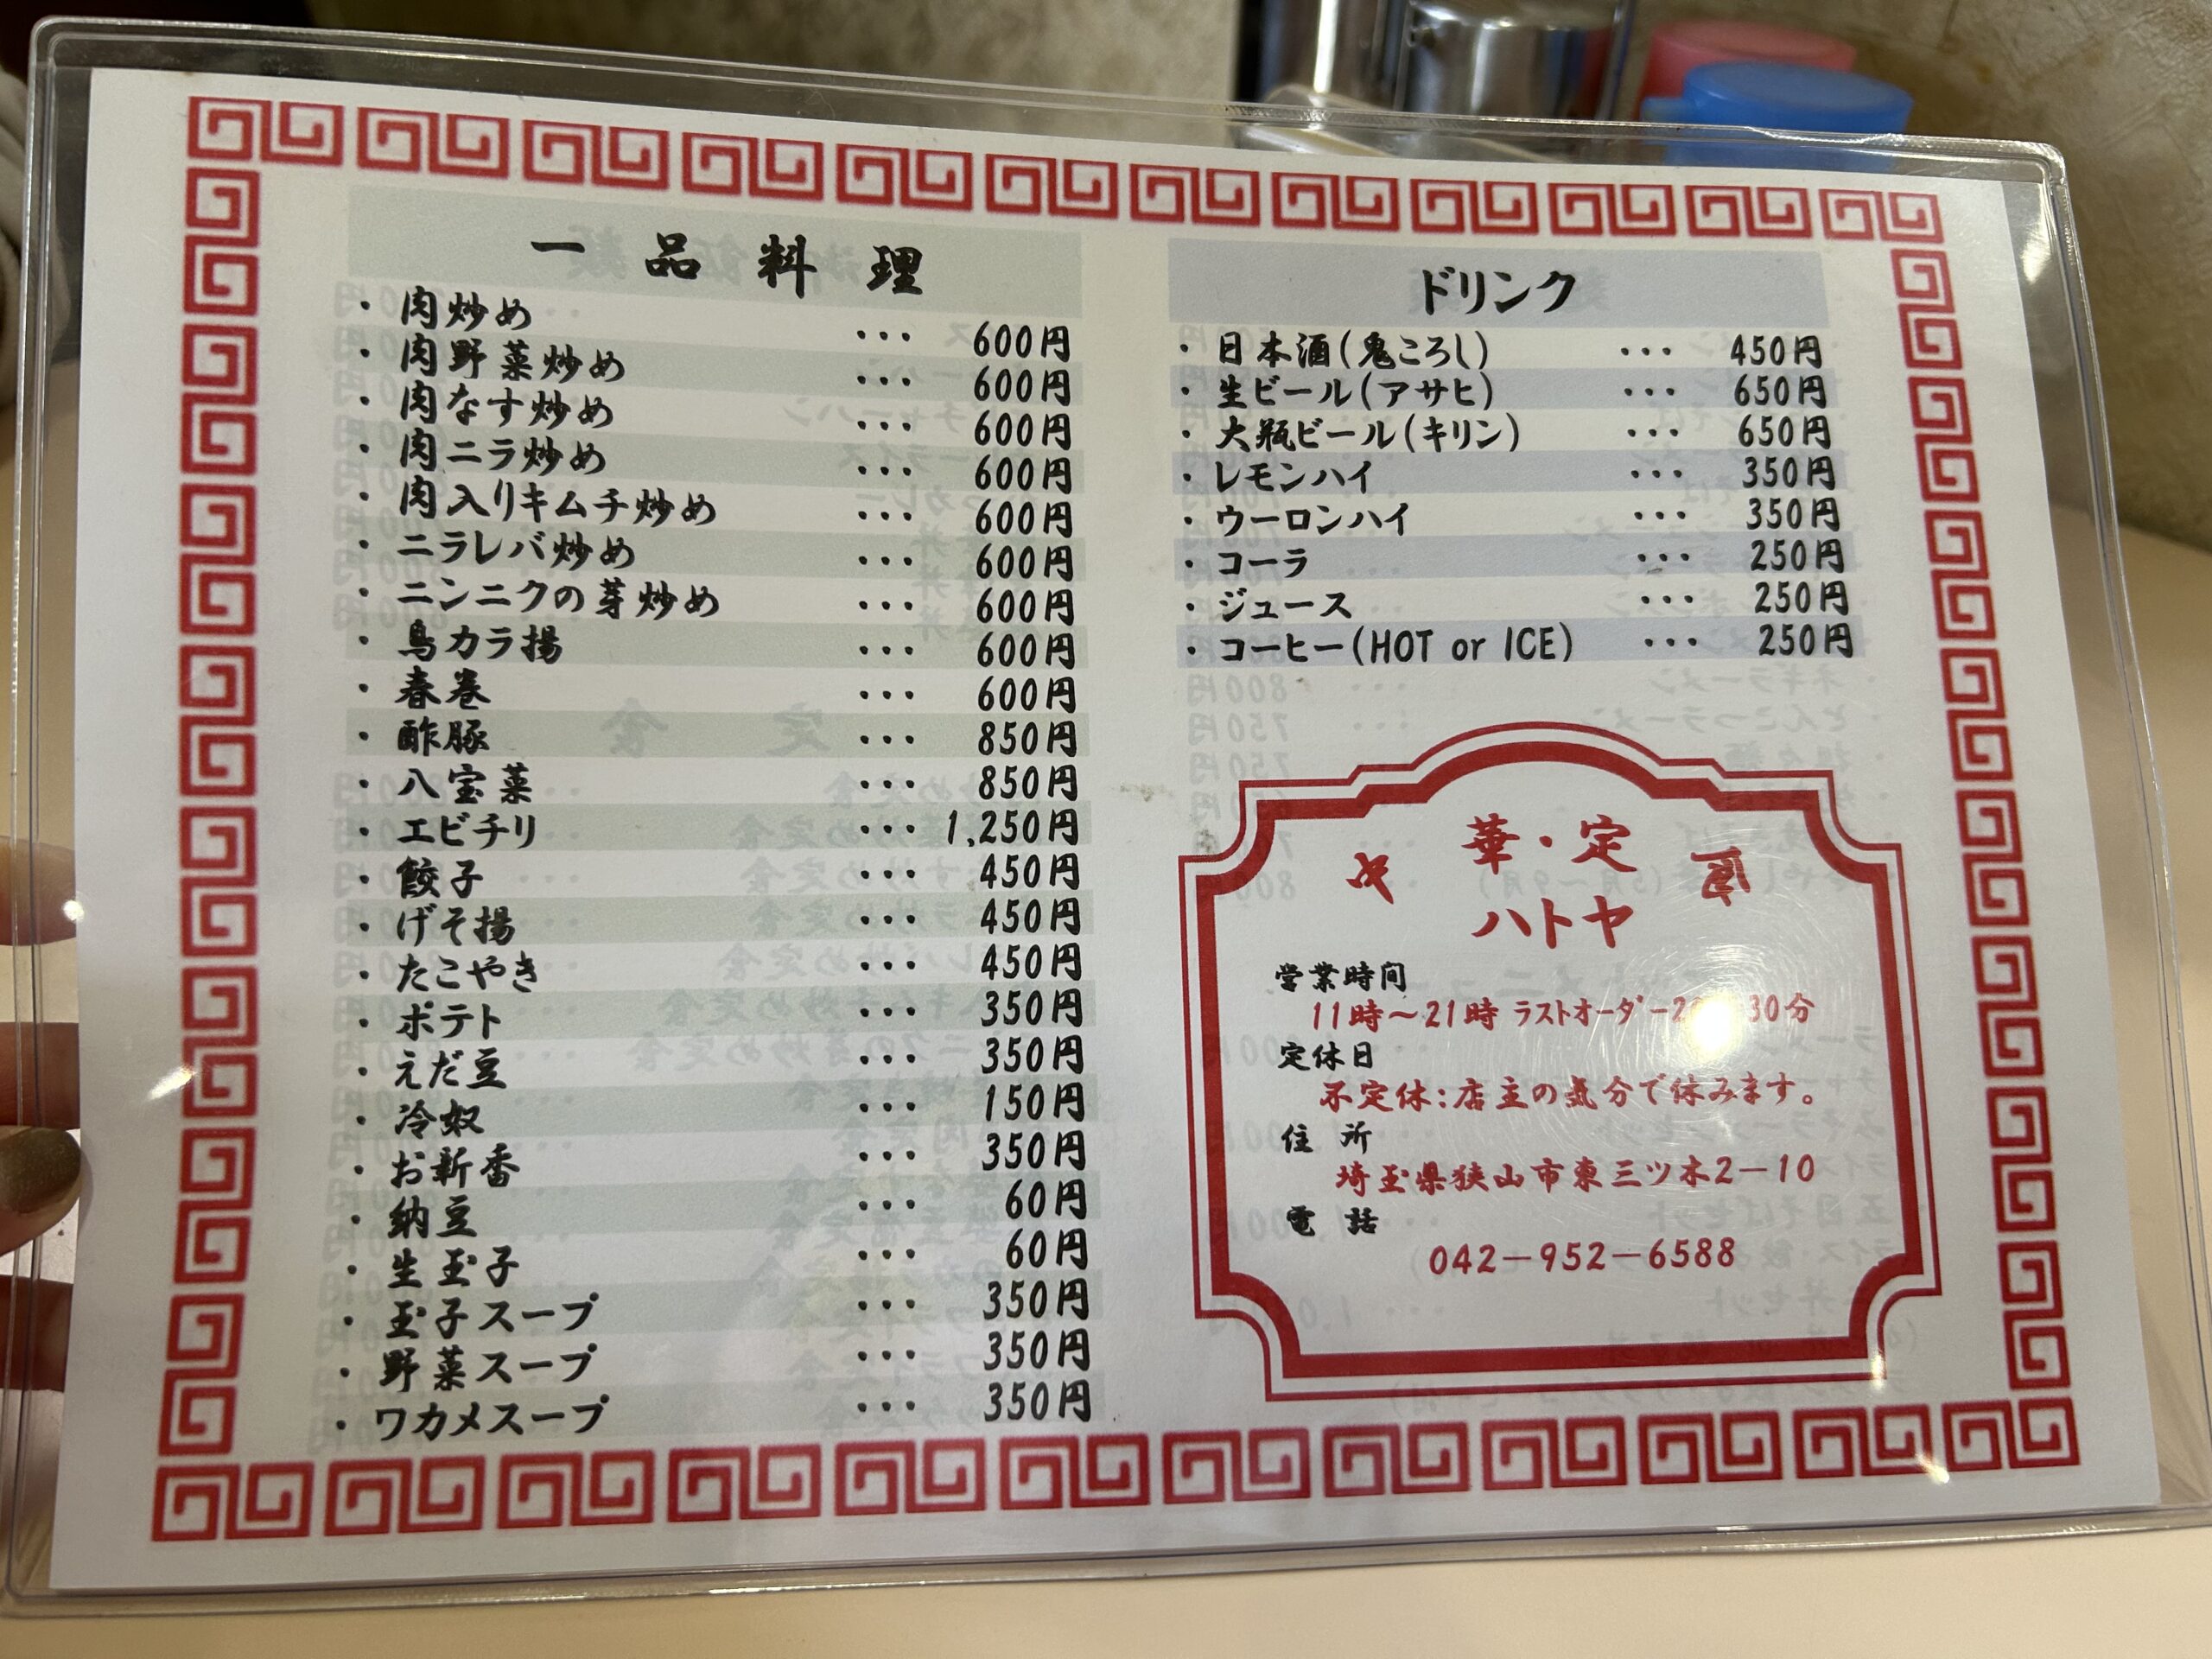 一品料理
・肉炒め ・・・ 600円
・肉野菜炒め ・・・ 600円
・肉なす炒め ・・・ 600円
・肉ニラ炒め ・・・ 600円
・肉入りキムチ炒め ・・・ 600円
・ニラレバ炒め ・・・ 600円
・ニンニクの芽炒め ・・・ 600円
・鳥カラ揚 ・・・ 600円
・春巻 ・・・ 600円
・酢豚 ・・・ 850円
・八宝菜 ・・・ 850円
・エビチリ ・・・ 1,250円
・餃子 ・・・ 450円
・げそ揚 ・・・ 450円
・たこやき ・・・ 450円
・ポテト ・・・ 350円
・えだ豆 ・・・ 350円
・冷奴 ・・・ 150円
・お新香 ・・・ 350円
・納豆 ・・・ 60円
・生玉子 ・・・ 60円
・玉子スープ ・・・ 350円
・野菜スープ ・・・ 350円
・ワカメスープ ・・・ 350円
ドリンク
・日本酒(鬼ころし) ・・・ 450円
・生ビール(アサヒ) ・・・ 650円
・大瓶ビール(キリン) ・・・ 650円
・レモンハイ ・・・ 350円
・ウーロンハイ ・・・ 350円
・コーラ ・・・ 250円
・ジュース ・・・ 250円
・コーヒー(HOT or ICE) ・・・ 250円
中華・定食
ハトヤ
営業時間
11時～21時 ラストオーダー 30分
定休日
不定休:店主の気分で休みます。
住 所
埼玉県狭山市東三ツ木2－10
電 話
042－952－6588